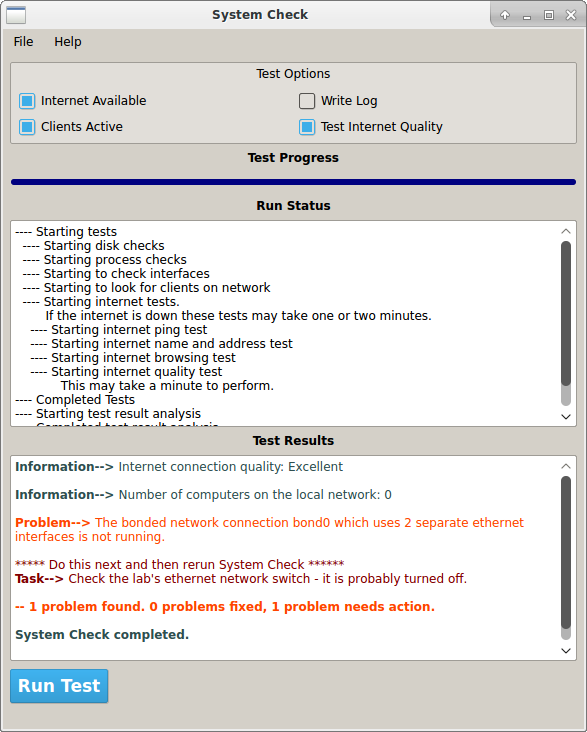 System Check
File Help
Test Options
Internet Available
Write Log
Clients Active
Test Internet Quality
Test Progress
Run Status
---- Starting tests
---- Starting disk checks
---- Starting process checks
---- Starting to check interfaces
---- Starting to look for clients on network
---- Starting internet tests.
If the internet is down these tests may take one or two minutes.
---- Starting internet ping test
---- Starting internet name and address test
---- Starting internet browsing test
---- Starting internet quality test
This may take a minute to perform.
---- Completed Tests
---- Starting test result analysis
---- Completed test result analysis
Test Results
Information--> Internet connection quality: Excellent
Information--> Number of computers on the local network: 0
Problem--> The bonded network connection bond0 which uses 2 separate ethernet
interfaces is not running.
***** Do this next and then rerun System Check ******
Task--> Check the lab's ethernet network switch - it is probably turned off.
-- 1 problem found. 0 problems fixed, 1 problem needs action.
System Check completed.
Run Test